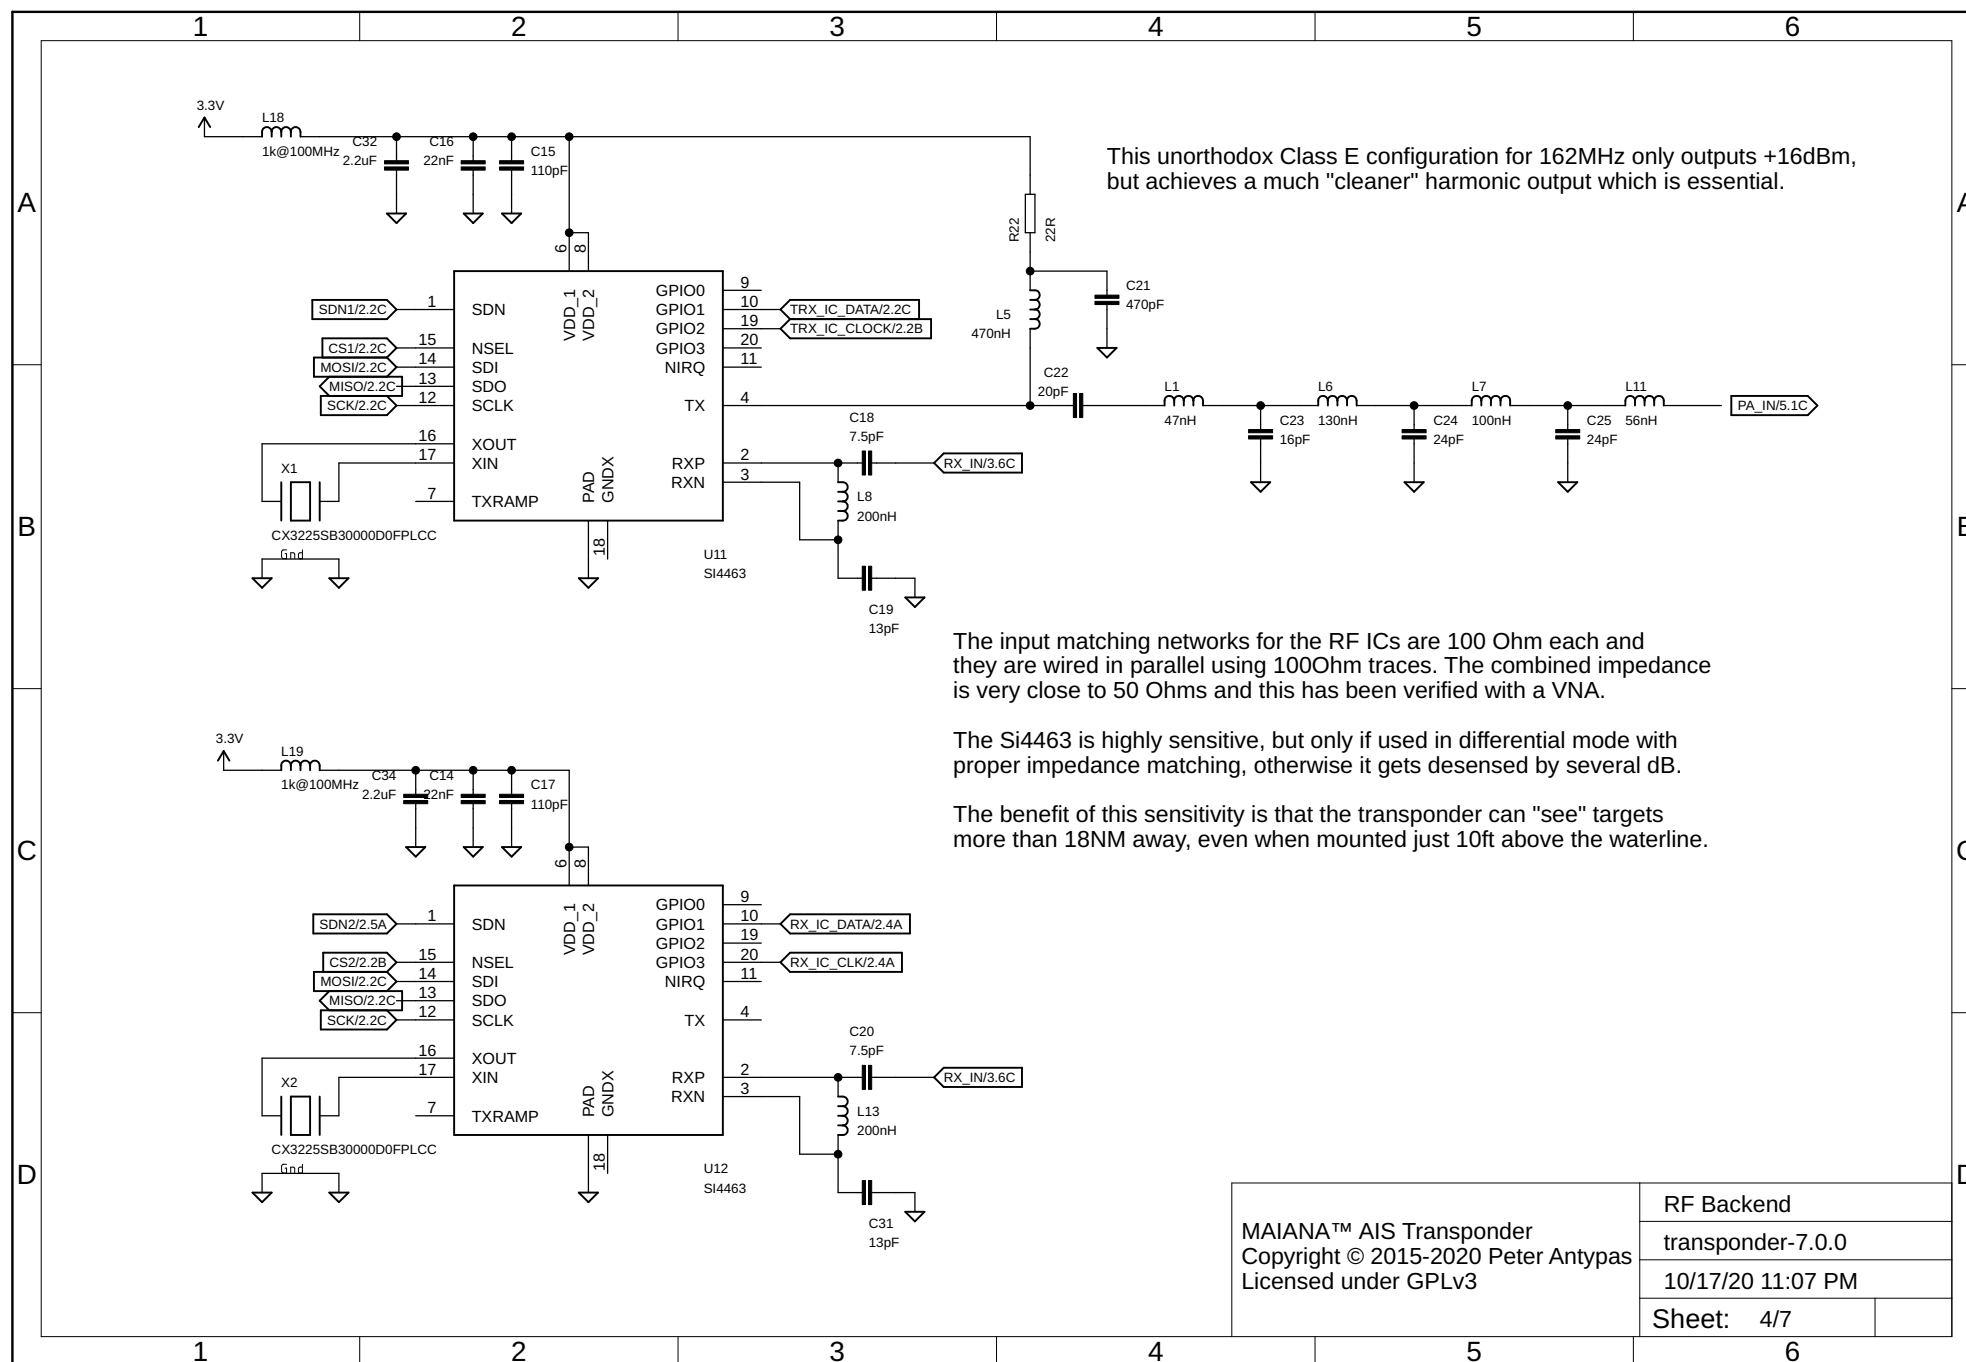 1 2 3 4 5 6
A
B
C
D
A
3.3V
L18
1k@100MHz
C32
2.2uF
C16
22nF
C15
110pF
This unorthodox Class E configuration for 162MHz only outputs +16dBm,
but achieves a much "cleaner" harmonic output which is essential.
R22
22R
C21
470pF
L5
470nH
6
8
SDN1/2.2C
1
SDN
CS1/2.2C
15
NSEL
MOSI/2.2C
14
SDI
MISO/2.2C
13
SDO
SCK/2.2C
12
SCLK
16
XOUT
17
XIN
7
TXRAMP
VDD_1
VDD_2
PAD
GNDX
18
GPIO0
9
GPIO1
10
TRX_IC_DATA/2.2C
GPIO2
19
TRX_IC_CLOCK/2.2B
GPIO3
20
NIRQ
11
TX
4
RXP
2
RXN
3
X1
CX3225SB30000D0FPLCC
Gnd
U11
SI4463
C18
7.5pF
RX_IN/3.6C
L8
200nH
C19
13pF
C22
20pF
L1
47nH
C23
16pF
L6
130nH
C24
24pF
L7
100nH
C25
24pF
L11
56nH
PA_IN/5.1C
The input matching networks for the RF ICs are 100 Ohm each and
they are wired in parallel using 100Ohm traces. The combined impedance
is very close to 50 Ohms and this has been verified with a VNA.
The Si4463 is highly sensitive, but only if used in differential mode with
proper impedance matching, otherwise it gets desensed by several dB.
The benefit of this sensitivity is that the transponder can "see" targets
more than 18NM away, even when mounted just 10ft above the waterline.
3.3V
L19
1k@100MHz
C34
2.2uF
C14
22nF
C17
110pF
6
8
SDN2/2.5A
1
SDN
CS2/2.2B
15
NSEL
MOSI/2.2C
14
SDI
MISO/2.2C
13
SDO
SCK/2.2C
12
SCLK
16
XOUT
17
XIN
7
TXRAMP
VDD_1
VDD_2
PAD
GNDX
18
GPIO0
9
GPIO1
10
RX_IC_DATA/2.4A
GPIO2
19
GPIO3
20
RX_IC_CLK/2.4A
NIRQ
11
TX
4
RXP
2
RXN
3
X2
CX3225SB30000D0FPLCC
Gnd
U12
SI4463
C20
7.5pF
RX_IN/3.6C
L13
200nH
C31
13pF
MAIANA™ AIS Transponder
Copyright © 2015-2020 Peter Antypas
Licensed under GPLv3
RF Backend
transponder-7.0.0
10/17/20 11:07 PM
Sheet: 4/7
1 2 3 4 5 6